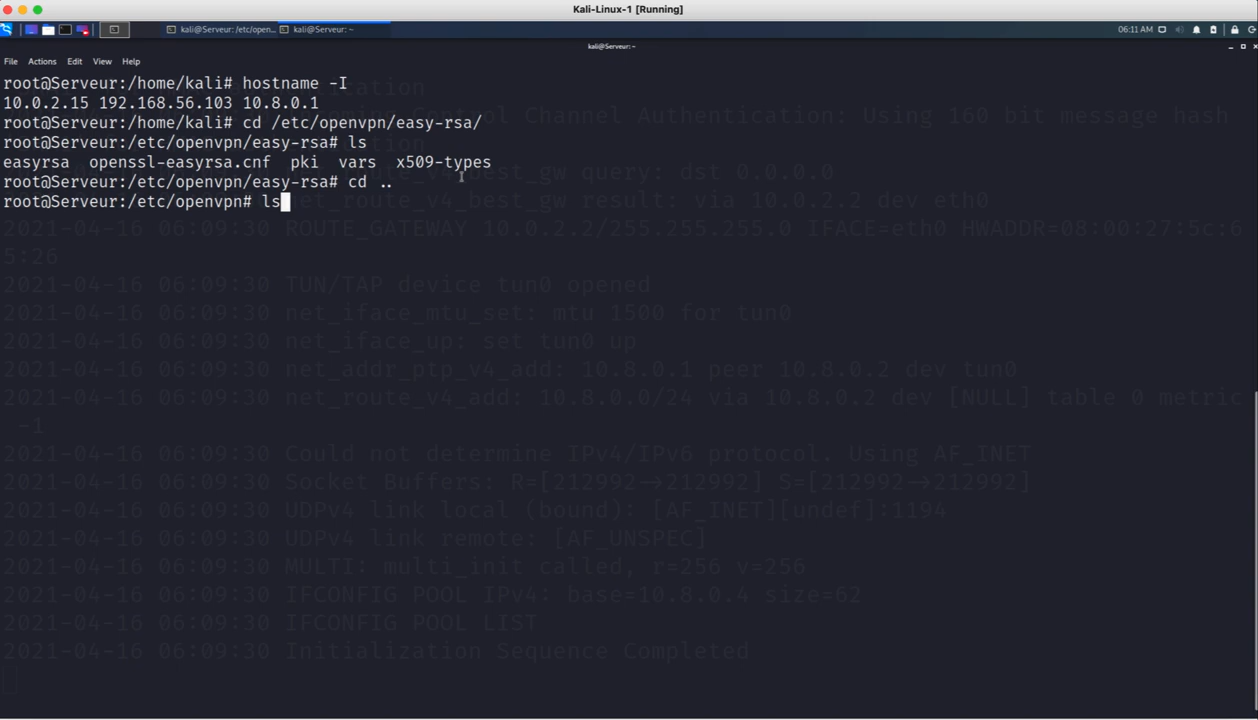 Kali-Linux-1 [Running]
kali@Serveur: /etc/open... kali@Serveur: ~ 06:11 AM
kali@Serveur: ~
File Actions Edit View Help
root@Serveur:/home/kali# hostname -I
10.0.2.15 192.168.56.103 10.8.0.1
root@Serveur:/home/kali# cd /etc/openvpn/easy-rsa/
root@Serveur:/etc/openvpn/easy-rsa# ls
easyrsa openssl-easyrsa.cnf pki vars x509-types
root@Serveur:/etc/openvpn/easy-rsa# cd ..
root@Serveur:/etc/openvpn# ls
Control Channel Authentication: Using 160 bit message hash
net_route_v4_best_gw query: dst 0.0.0.0
net_route_v4_best_gw result: via 10.0.2.2 dev eth0
2021-04-16 06:09:30 ROUTE_GATEWAY 10.0.2.2/255.255.255.0 IFACE=eth0 HWADDR=08:00:27:5c:6
5:26
2021-04-16 06:09:30 TUN/TAP device tun0 opened
2021-04-16 06:09:30 net_iface_mtu_set: mtu 1500 for tun0
2021-04-16 06:09:30 net_iface_up: set tun0 up
2021-04-16 06:09:30 net_addr_ptp_v4_add: 10.8.0.1 peer 10.8.0.2 dev tun0
2021-04-16 06:09:30 net_route_v4_add: 10.8.0.0/24 via 10.8.0.2 dev [NULL] table 0 metric
-1
2021-04-16 06:09:30 Could not determine IPv4/IPv6 protocol. Using AF_INET
2021-04-16 06:09:30 Socket Buffers: R=[212992->212992] S=[212992->212992]
2021-04-16 06:09:30 UDPv4 link local (bound): [AF_INET][undef]:1194
2021-04-16 06:09:30 UDPv4 link remote: [AF_UNSPEC]
2021-04-16 06:09:30 MULTI: multi_init called, r=256 v=256
2021-04-16 06:09:30 IFCONFIG POOL IPv4: base=10.8.0.4 size=62
2021-04-16 06:09:30 IFCONFIG POOL LIST
2021-04-16 06:09:30 Initialization Sequence Completed